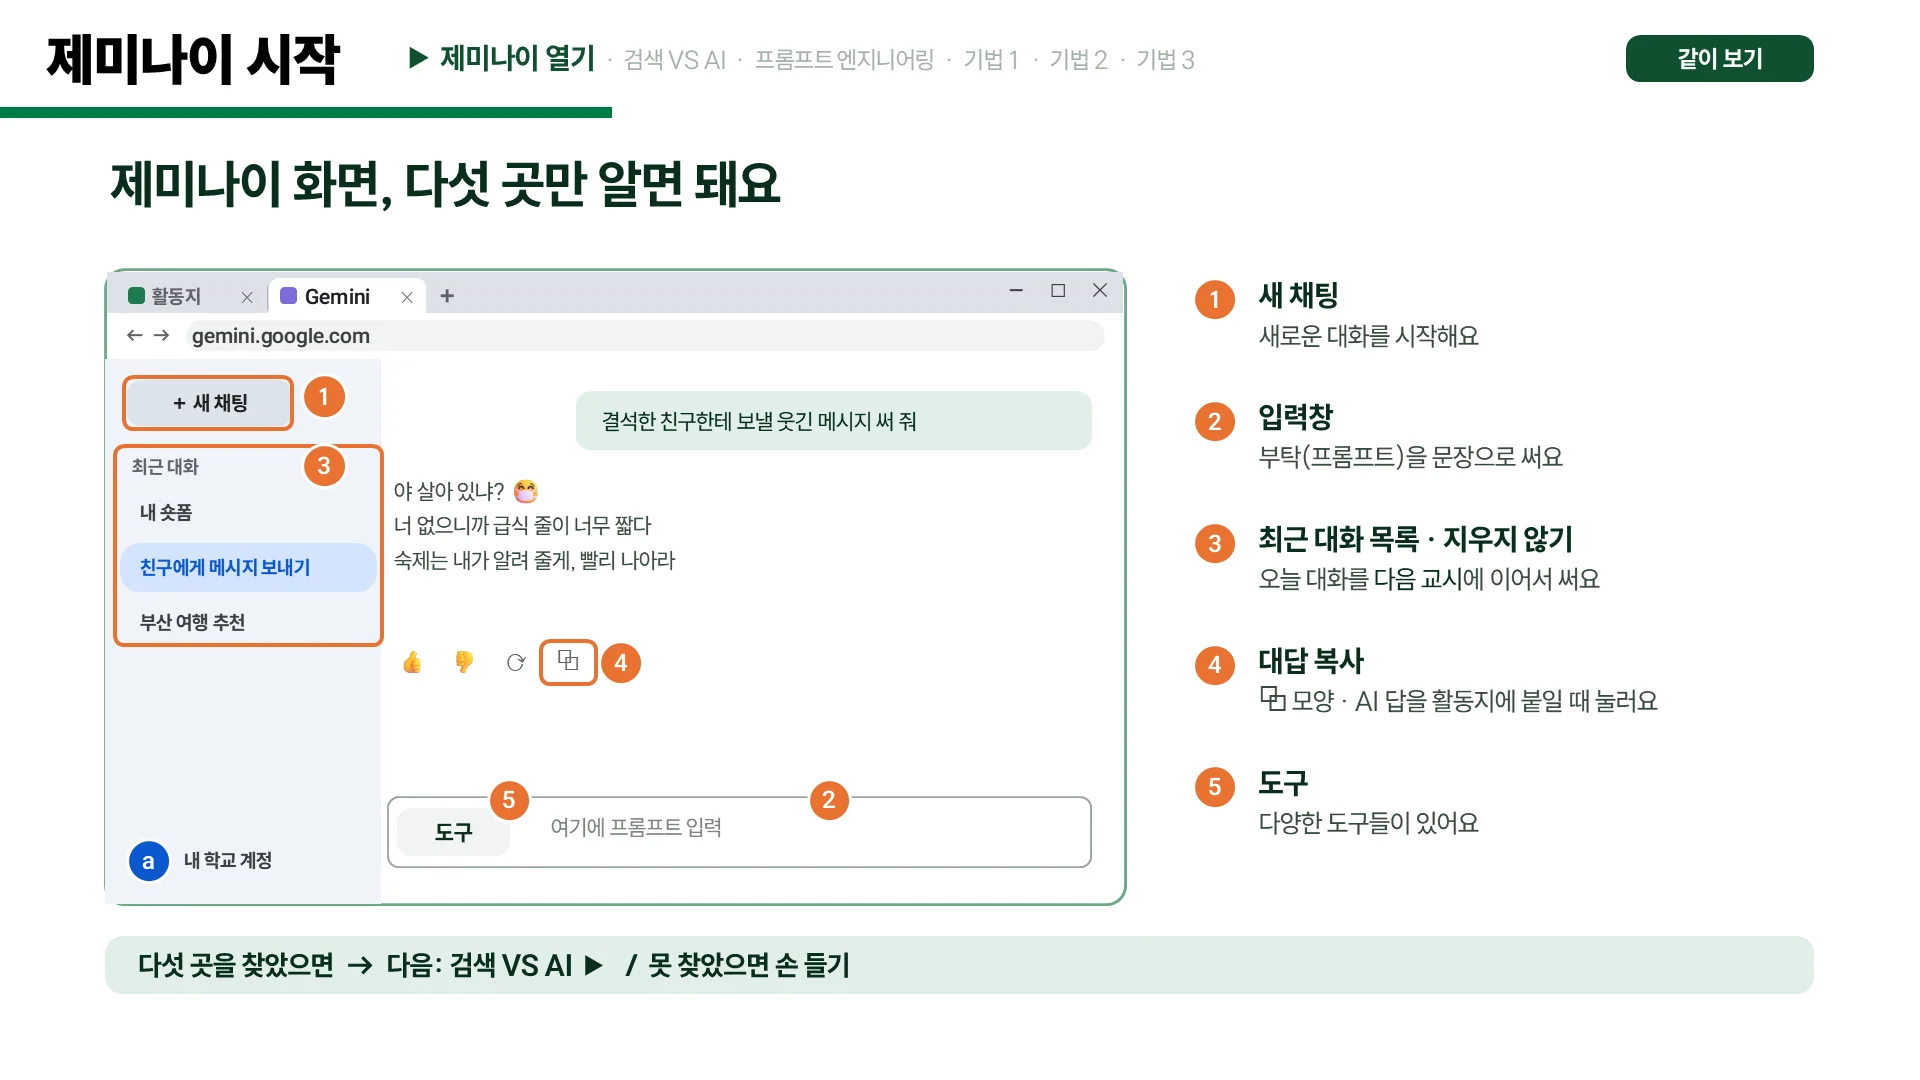 제미나이 시작
▶ 제미나이 열기 · 검색 VS AI · 프롬프트 엔지니어링 · 기법 1 · 기법 2 · 기법 3
같이 보기
제미나이 화면, 다섯 곳만 알면 돼요
활동지 × Gemini × +
← → gemini.google.com
+ 새 채팅
1
최근 대화
3
내 숏폼
친구에게 메시지 보내기
부산 여행 추천
a 내 학교 계정
결석한 친구한테 보낼 웃긴 메시지 써 줘
야 살아 있냐? 😷
너 없으니까 급식 줄이 너무 짧다
숙제는 내가 알려 줄게, 빨리 나아라
👍 👎 4
5
2
도구
여기에 프롬프트 입력
1 새 채팅
새로운 대화를 시작해요
2 입력창
부탁(프롬프트)을 문장으로 써요
3 최근 대화 목록 · 지우지 않기
오늘 대화를 다음 교시에 이어서 써요
4 대답 복사
모양 · AI 답을 활동지에 붙일 때 눌러요
5 도구
다양한 도구들이 있어요
다섯 곳을 찾았으면 → 다음: 검색 VS AI ▶ / 못 찾았으면 손 들기